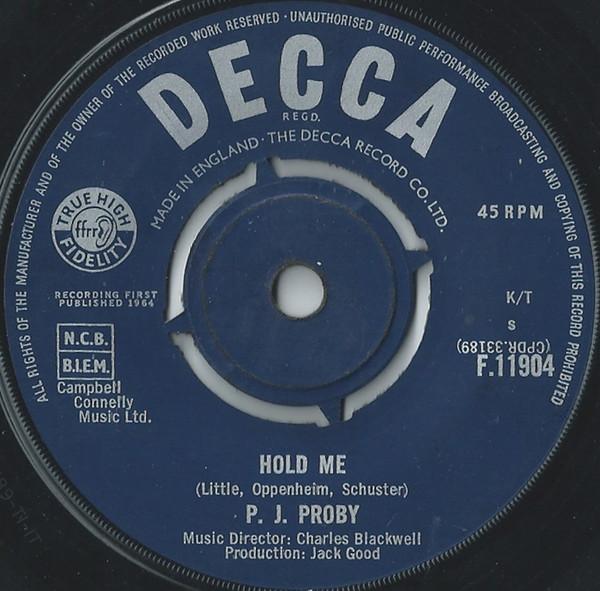 ALL RIGHTS OF THE MANUFACTURER AND OF THE OWNER OF THE RECORDED WORK RESERVED · UNAUTHORISED PUBLIC PERFORMANCE BROADCASTING AND COPYING OF THIS RECORD PROHIBITED
DECCA
REGD.
MADE IN ENGLAND · THE DECCA RECORD CO. LTD.
TRUE HIGH
ffrr
FIDELITY
45 RPM
RECORDING FIRST
PUBLISHED 1964
K/T
S
(CPDR.33189)
F.11904
N.C.B.
B.I.E.M.
Campbell
Connelly
Music Ltd.
HOLD ME
(Little, Oppenheim, Schuster)
P. J. PROBY
Music Director: Charles Blackwell
Production: Jack Good